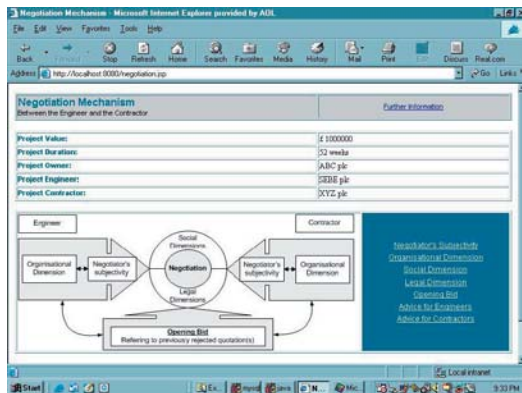 Negotiation Mechanism - Microsoft Internet Explorer provided by AOL
File Edit View Favorites Tools Help
Back Forward Stop Refresh Home Search Favorites Media History Mail Print Edit Discuss Real.com
Address http://localhost:8080/negotiation.jsp Go Links
Negotiation Mechanism
Between the Engineer and the Contractor
Further Information
Project Value: £ 1000000
Project Duration: 52 weeks
Project Owner: ABC plc
Project Engineer: SEBE plc
Project Contractor: XYZ plc
Engineer
Contractor
Social
Dimensions
Organisational
Dimension
Negotiator's
subjectivity
Negotiation
Negotiator's
subjectivity
Organisational
Dimension
Legal
Dimensions
Opening Bid
Referring to previously rejected quotation(s)
Negotiator's Subjectivity
Organisational Dimension
Social Dimension
Legal Dimension
Opening Bid
Advice for Engineers
Advice for Contractors
Local intranet
Start
Ex...
mysql
java
N...
Mic...
9:33 PM